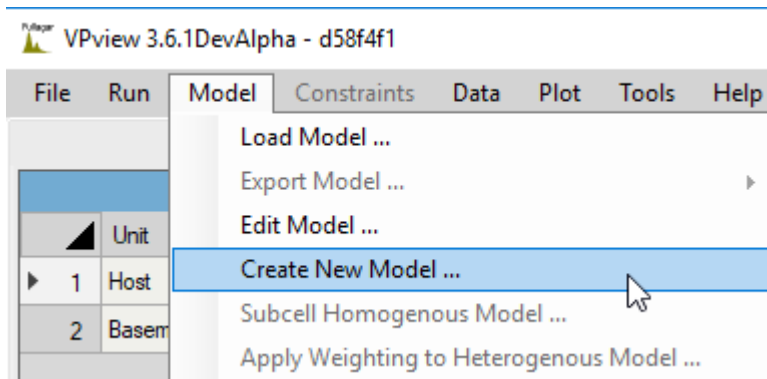 VPview 3.6.1DevAlpha - d58f4f1
File Run Model Constraints Data Plot Tools Help
Load Model ...
Export Model ...
Edit Model ...
Unit
Create New Model ...
1 Host
Subcell Homogenous Model ...
2 Basem
Apply Weighting to Heterogenous Model ...